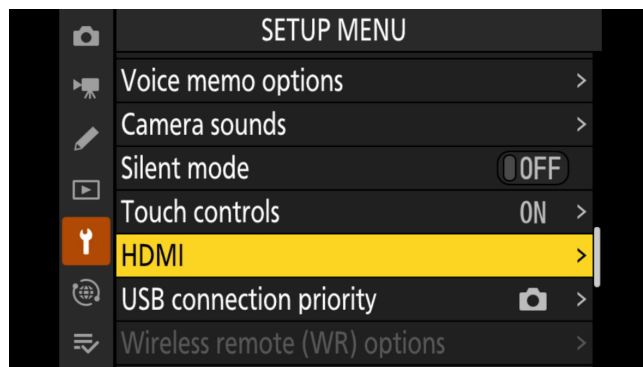 SETUP MENU
Voice memo options >
Camera sounds >
Silent mode OFF
Touch controls ON >
HDMI >
USB connection priority >
Wireless remote (WR) options >